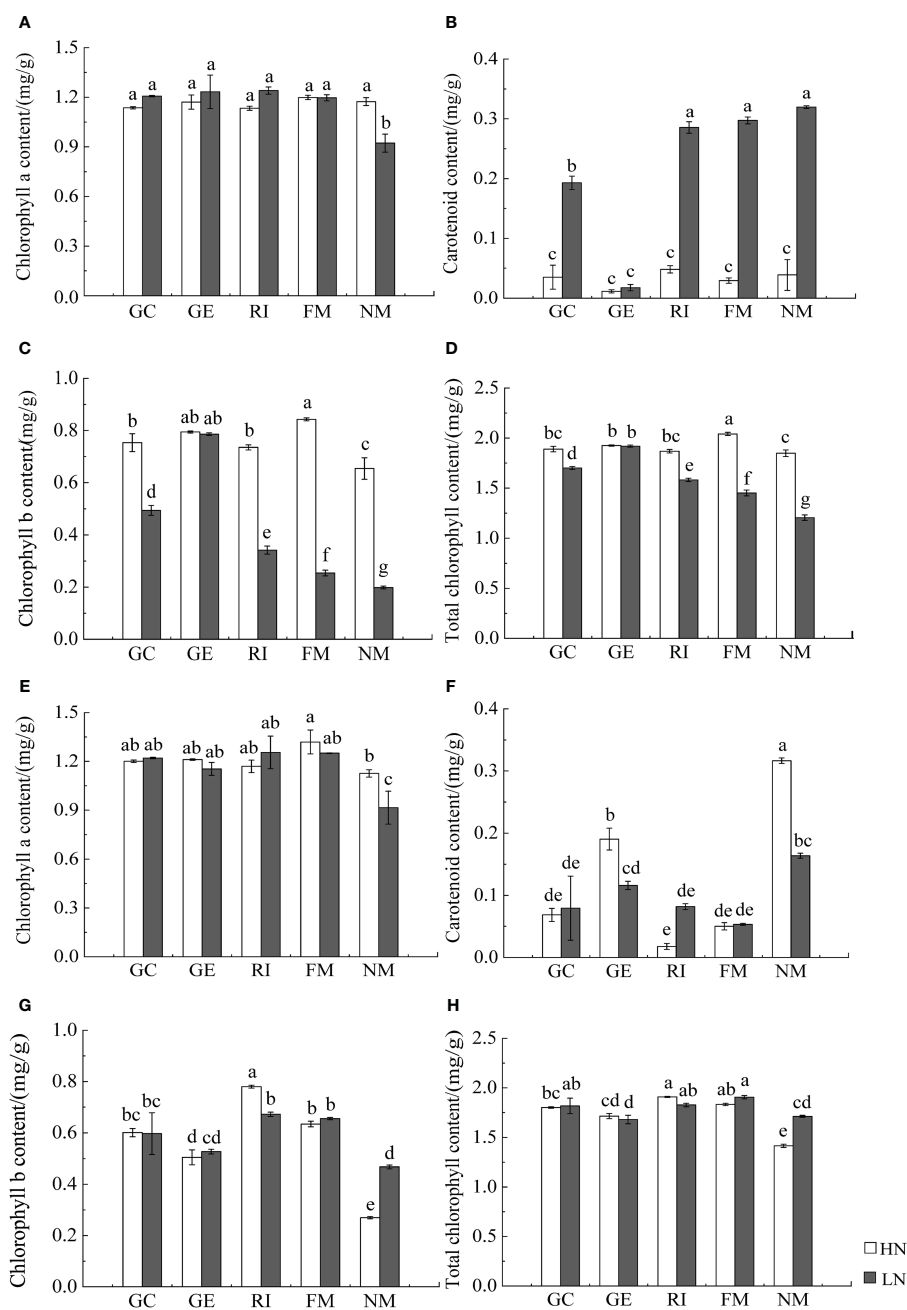 A
Chlorophyll a content/(mg/g)
1.5
1.2
0.9
0.6
0.3
0.0
a a a a a a a a a b
GC GE RI FM NM
B
Carotenoid content/(mg/g)
0.4
0.3
0.2
0.1
0.0
c b c c c a c a c a
GC GE RI FM NM
C
Chlorophyll b content/(mg/g)
1.0
0.8
0.6
0.4
0.2
0.0
b d ab ab b e a f c g
GC GE RI FM NM
D
Total chlorophyll content/(mg/g)
2.5
2.0
1.5
1.0
0.5
0.0
bc d b b bc e a f c g
GC GE RI FM NM
E
Chlorophyll a content/(mg/g)
1.5
1.2
0.9
0.6
0.3
0.0
ab ab ab ab ab ab a ab b c
GC GE RI FM NM
F
Carotenoid content/(mg/g)
0.4
0.3
0.2
0.1
0.0
de de b cd e de de de a bc
GC GE RI FM NM
G
Chlorophyll b content/(mg/g)
1.0
0.8
0.6
0.4
0.2
0.0
bc bc d cd a b b b e d
GC GE RI FM NM
H
Total chlorophyll content/(mg/g)
2.5
2.0
1.5
1.0
0.5
0.0
bc ab cd d a ab ab a e cd
GC GE RI FM NM
HN
LN